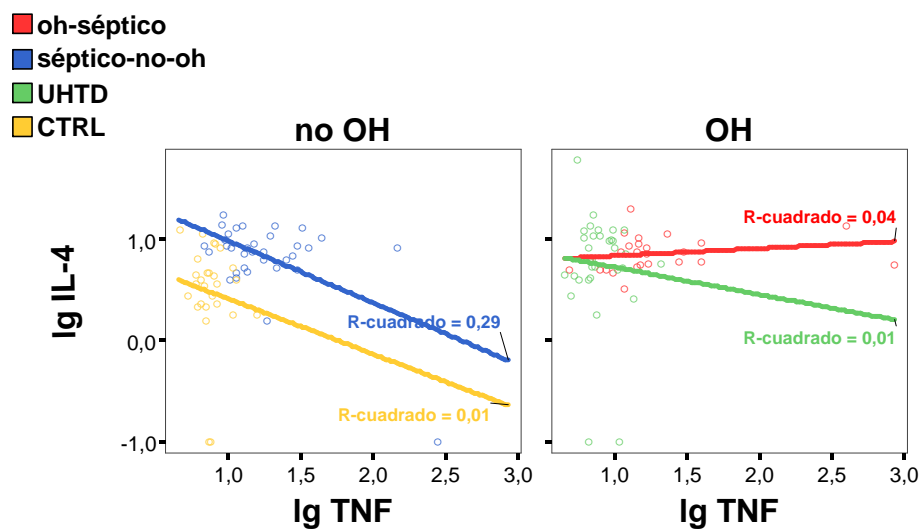 oh-séptico
séptico-no-oh
UHTD
CTRL
no OH
OH
lg IL-4
1,0
0,0
-1,0
R-cuadrado = 0,29
R-cuadrado = 0,01
R-cuadrado = 0,04
R-cuadrado = 0,01
1,0 1,5 2,0 2,5 3,0
1,0 1,5 2,0 2,5 3,0
lg TNF
lg TNF